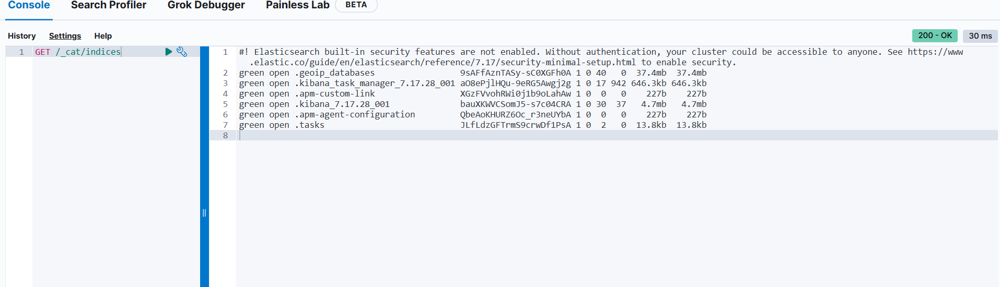 Console Search Profiler Grok Debugger Painless Lab BETA
History Settings Help 200 - OK 30 ms
1 GET /_cat/indices
1 #! Elasticsearch built-in security features are not enabled. Without authentication, your cluster could be accessible to anyone. See https://www
.elastic.co/guide/en/elasticsearch/reference/7.17/security-minimal-setup.html to enable security.
2 green open .geoip_databases 9sAFfAznTASy-sC0XGFh0A 1 0 40 0 37.4mb 37.4mb
3 green open .kibana_task_manager_7.17.28_001 aO8ePjlHQu-9eRG5Awgj2g 1 0 17 942 646.3kb 646.3kb
4 green open .apm-custom-link XGzFVvohRWi0j1b9oLahAw 1 0 0 0 227b 227b
5 green open .kibana_7.17.28_001 bauXKWVCSomJ5-s7c04CRA 1 0 30 37 4.7mb 4.7mb
6 green open .apm-agent-configuration QbeAoKHURZ6Oc_r3neUYbA 1 0 0 0 227b 227b
7 green open .tasks JLfLdzGFTrmS9crwDf1PsA 1 0 2 0 13.8kb 13.8kb
8